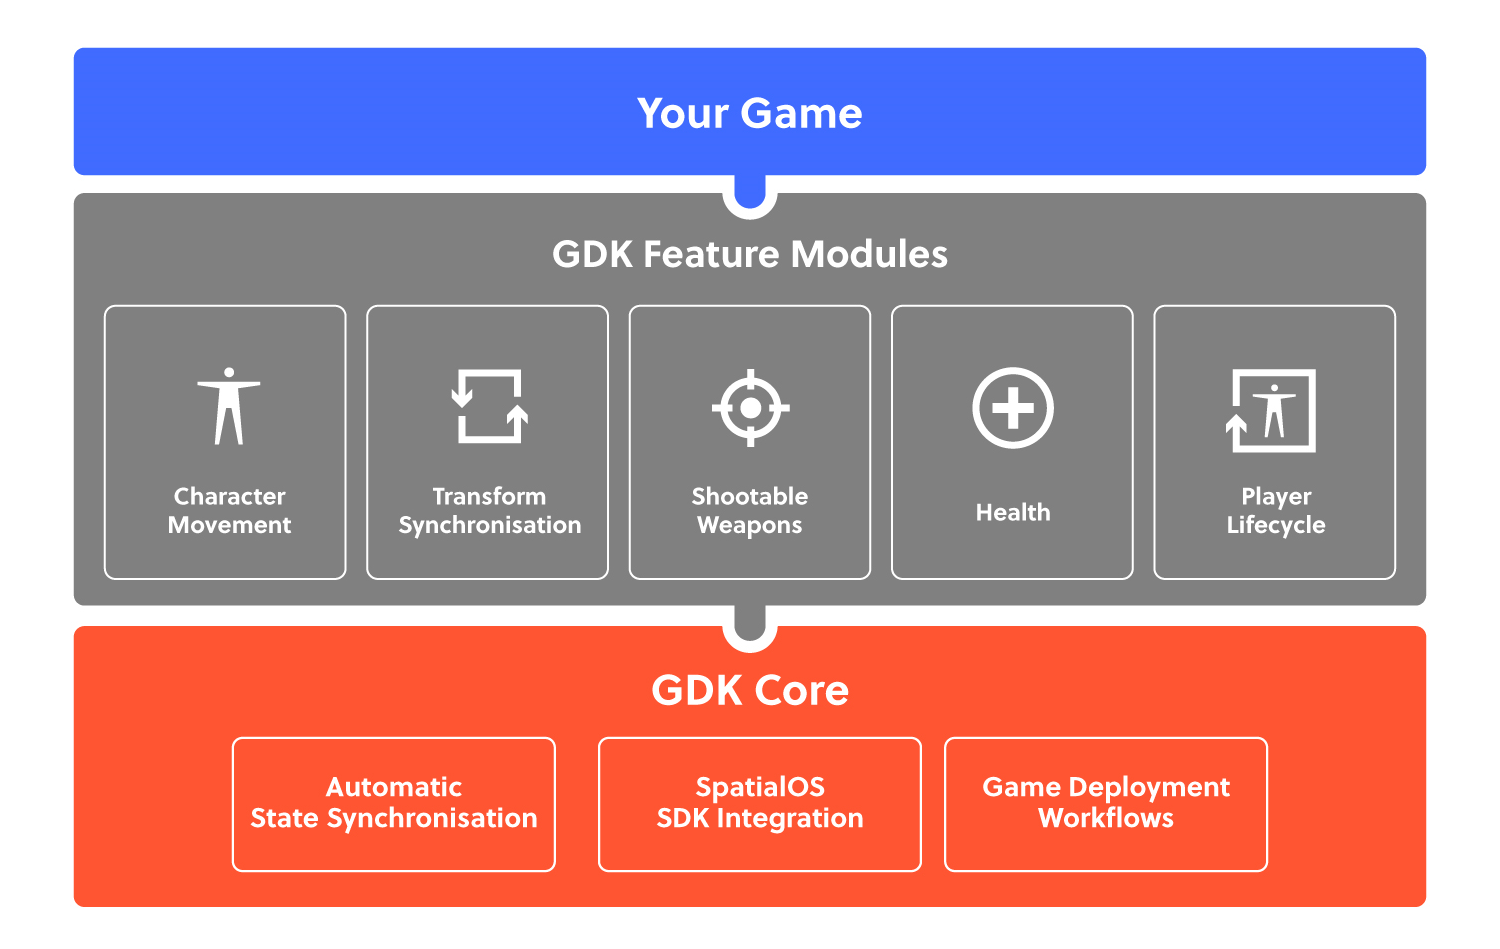 Your Game
GDK Feature Modules
Character
Movement
Transform
Synchronisation
Shootable
Weapons
Health
Player
Lifecycle
GDK Core
Automatic
State Synchronisation
SpatialOS
SDK Integration
Game Deployment
Workflows